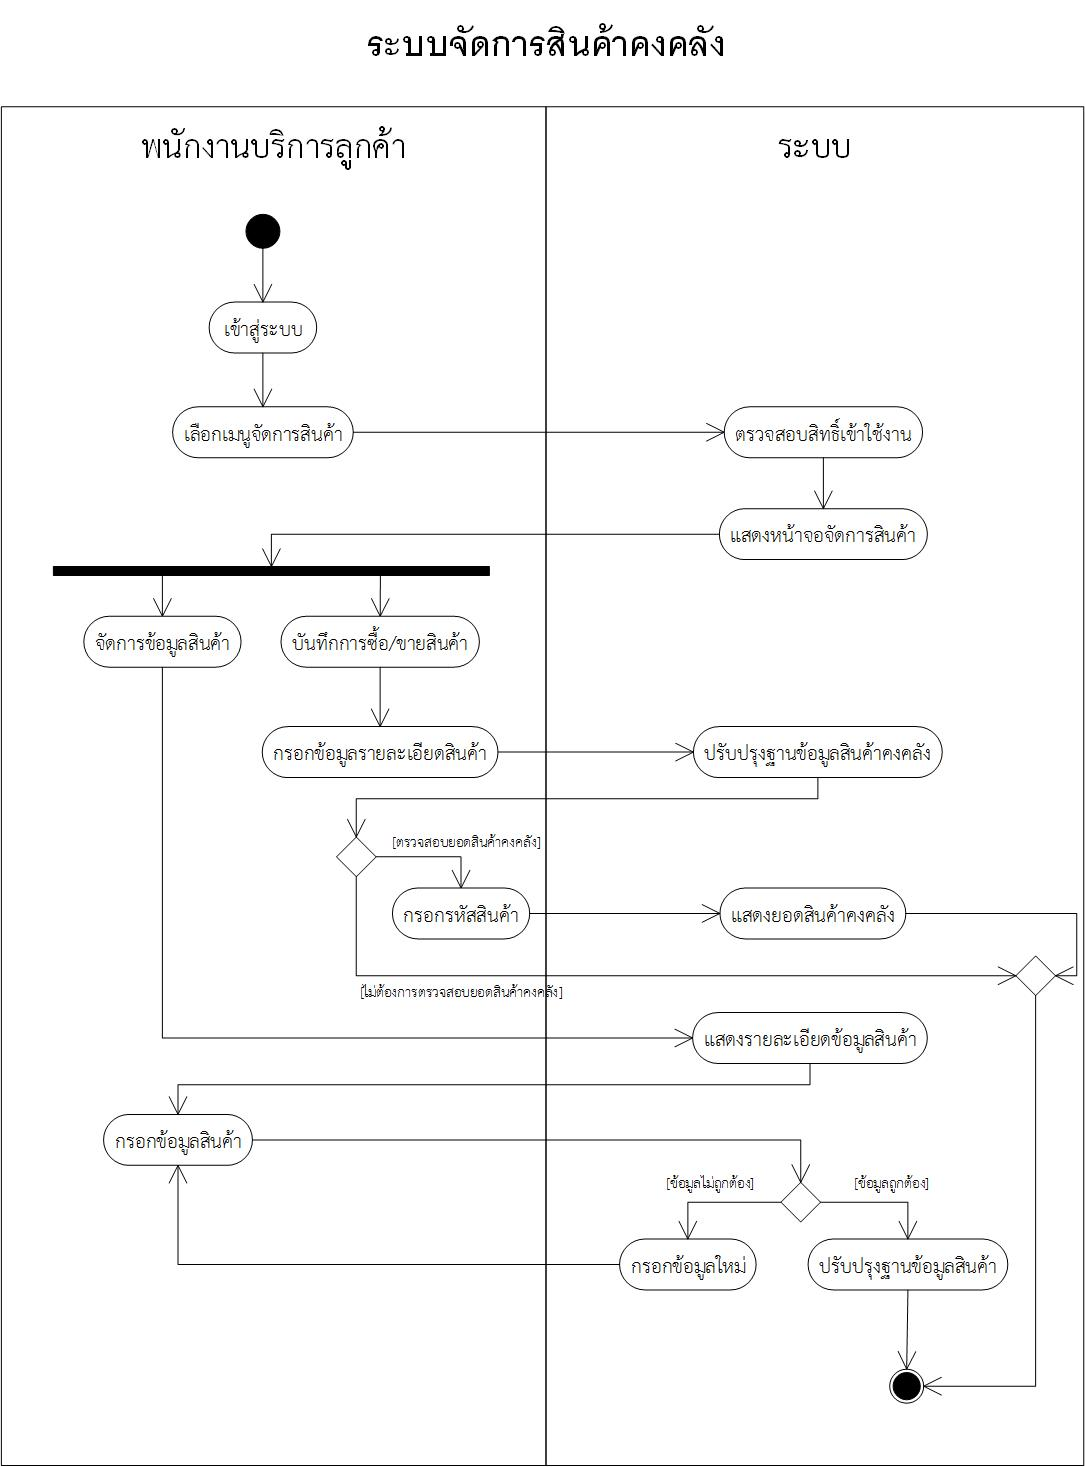 ระบบจัดการสินค้าคงคลัง
พนักงานบริการลูกค้า
ระบบ
เข้าสู่ระบบ
เลือกเมนูจัดการสินค้า
ตรวจสอบสิทธิ์เข้าใช้งาน
แสดงหน้าจอจัดการสินค้า
จัดการข้อมูลสินค้า
บันทึกการซื้อ/ขายสินค้า
กรอกข้อมูลรายละเอียดสินค้า
ปรับปรุงฐานข้อมูลสินค้าคงคลัง
[ตรวจสอบยอดสินค้าคงคลัง]
กรอกรหัสสินค้า
แสดงยอดสินค้าคงคลัง
[ไม่ต้องการตรวจสอบยอดสินค้าคงคลัง]
แสดงรายละเอียดข้อมูลสินค้า
กรอกข้อมูลสินค้า
[ข้อมูลไม่ถูกต้อง]
[ข้อมูลถูกต้อง]
กรอกข้อมูลใหม่
ปรับปรุงฐานข้อมูลสินค้า